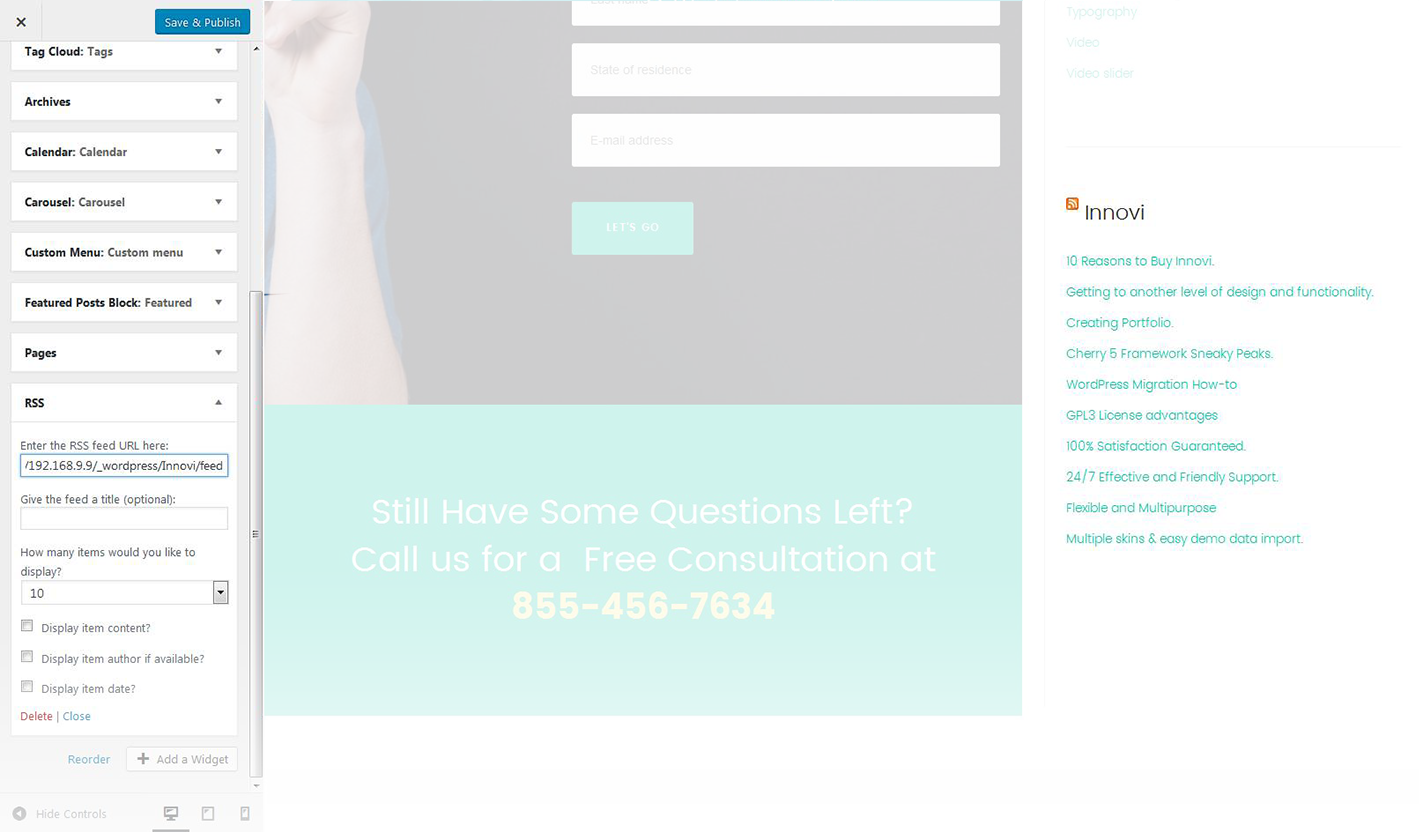 Save & Publish
Tag Cloud: Tags
Archives
Calendar: Calendar
Carousel: Carousel
Custom Menu: Custom menu
Featured Posts Block: Featured
Pages
RSS
Enter the RSS feed URL here:
/192.168.9.9/_wordpress/Innovi/feed
Give the feed a title (optional):
How many items would you like to
display?
10
Display item content?
Display item author if available?
Display item date?
Delete | Close
Reorder
Add a Widget
Hide Controls
Last name
State of residence
E-mail address
LET'S GO
Still Have Some Questions Left?
Call us for a Free Consultation at
855-456-7634
Typography
Video
Video slider
Innovi
10 Reasons to Buy Innovi.
Getting to another level of design and functionality.
Creating Portfolio.
Cherry 5 Framework Sneaky Peaks.
WordPress Migration How-to
GPL3 License advantages
100% Satisfaction Guaranteed.
24/7 Effective and Friendly Support.
Flexible and Multipurpose
Multiple skins & easy demo data import.